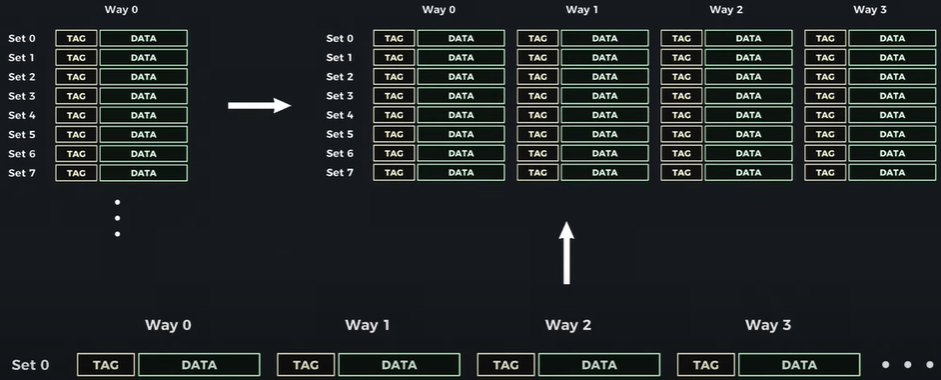 Way 0
Set 0 TAG DATA
Set 1 TAG DATA
Set 2 TAG DATA
Set 3 TAG DATA
Set 4 TAG DATA
Set 5 TAG DATA
Set 6 TAG DATA
Set 7 TAG DATA
Way 0 Way 1 Way 2 Way 3
Set 0 TAG DATA TAG DATA TAG DATA TAG DATA
Set 1 TAG DATA TAG DATA TAG DATA TAG DATA
Set 2 TAG DATA TAG DATA TAG DATA TAG DATA
Set 3 TAG DATA TAG DATA TAG DATA TAG DATA
Set 4 TAG DATA TAG DATA TAG DATA TAG DATA
Set 5 TAG DATA TAG DATA TAG DATA TAG DATA
Set 6 TAG DATA TAG DATA TAG DATA TAG DATA
Set 7 TAG DATA TAG DATA TAG DATA TAG DATA
Way 0 Way 1 Way 2 Way 3
Set 0 TAG DATA TAG DATA TAG DATA TAG DATA